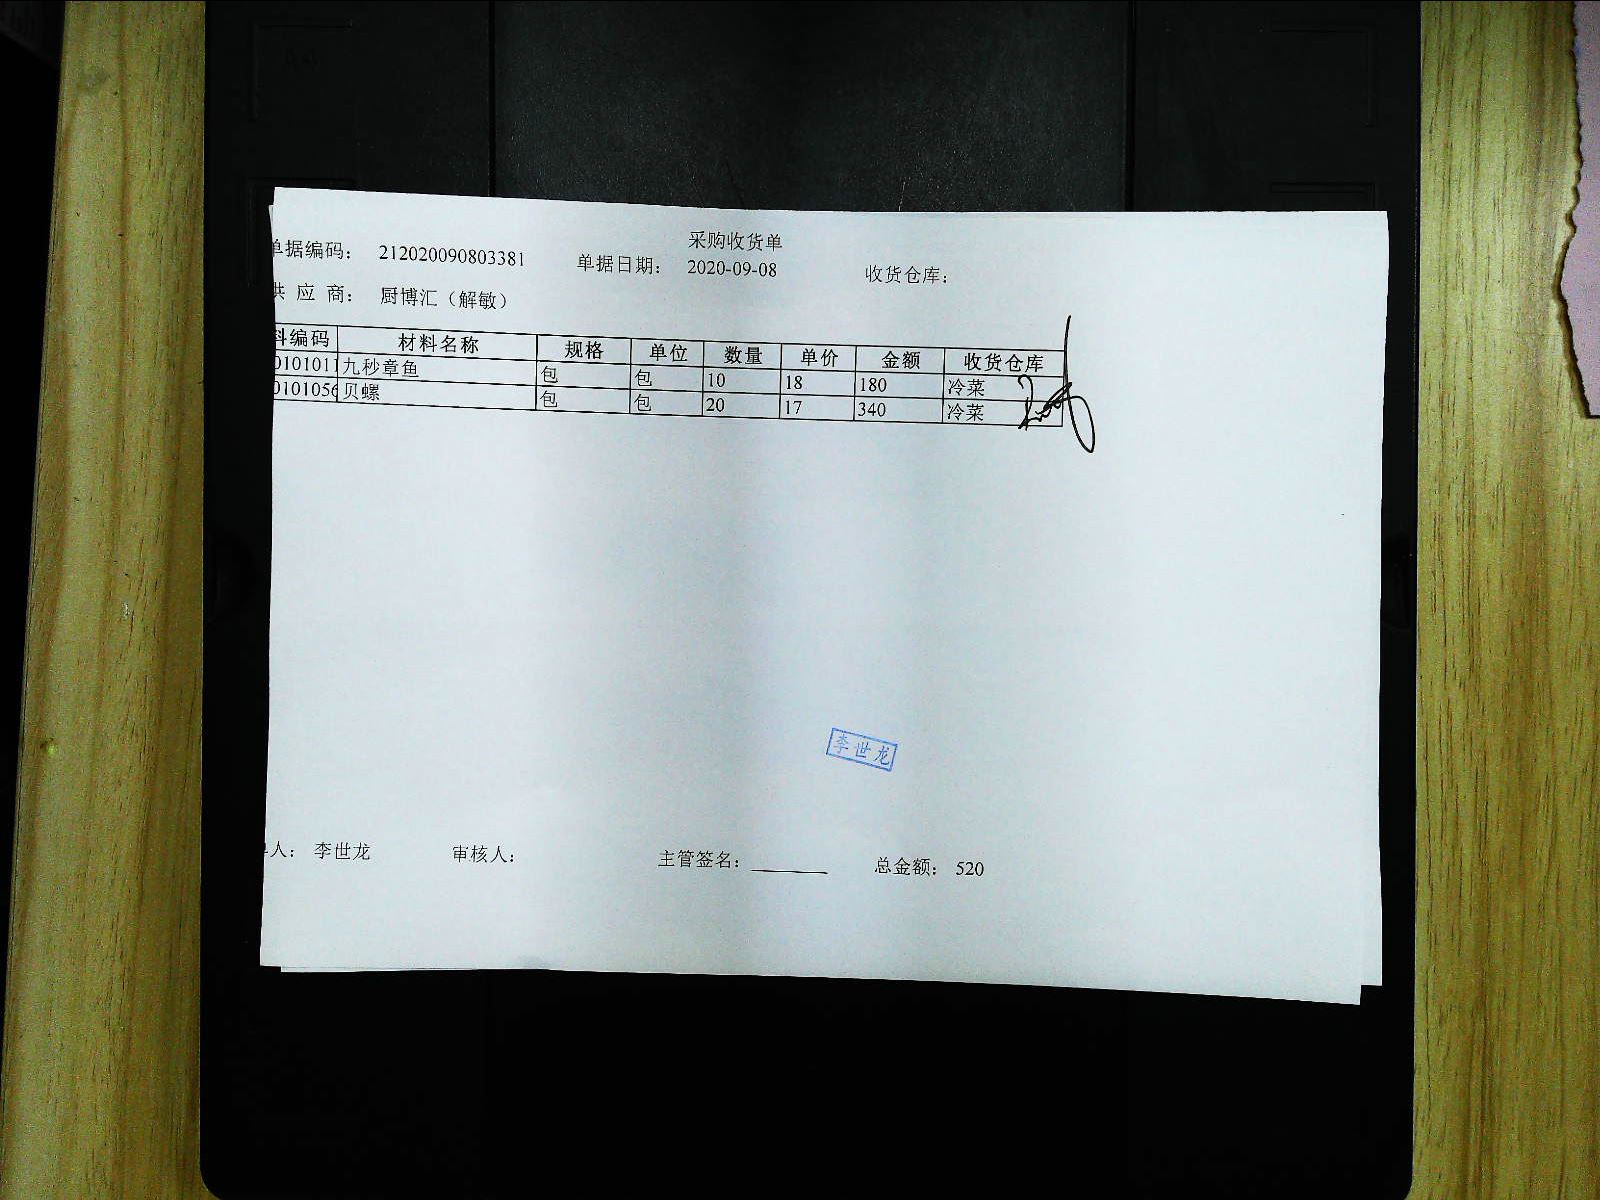 采购收货单
单据编码： 212020090803381 单据日期： 2020-09-08 收货仓库：
供 应 商： 厨博汇（解敏）
料编码 材料名称 规格 单位 数量 单价 金额 收货仓库
0101011 九秒章鱼 包 包 10 18 180 冷菜
0101056 贝螺 包 包 20 17 340 冷菜
李世龙
人： 李世龙 审核人： 主管签名： 总金额： 520